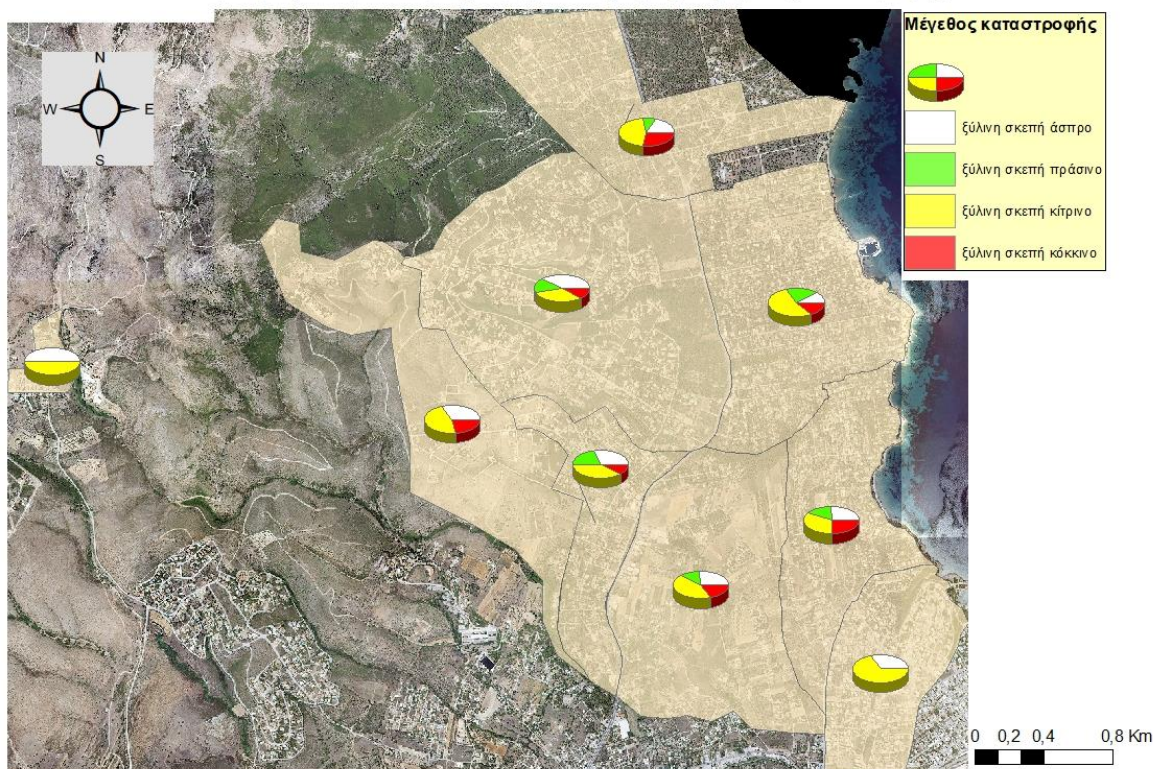 Μέγεθος καταστροφής
ξύλινη σκεπή άσπρο
ξύλινη σκεπή πράσινο
ξύλινη σκεπή κίτρινο
ξύλινη σκεπή κόκκινο
N
W E
S
0 0,2 0,4 0,8 Km